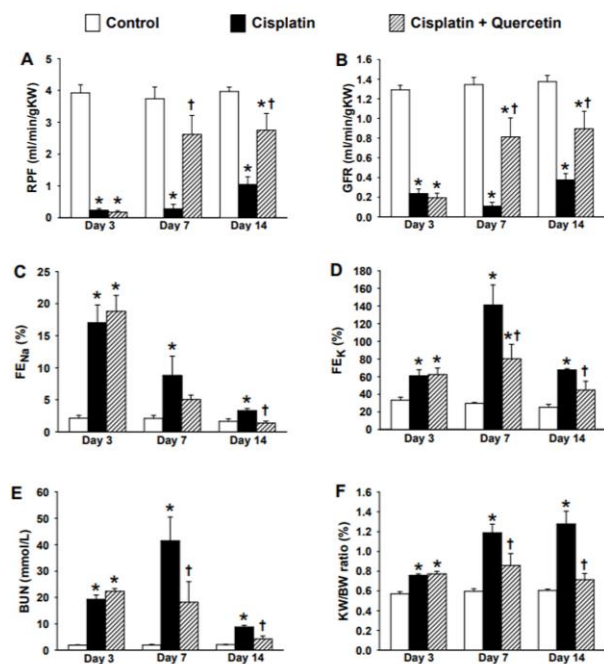 Control Cisplatin Cisplatin + Quercetin
A
RPF (ml/min/gKW)
5
4
3
2
1
0
* * * † * *†
Day 3 Day 7 Day 14
B
GFR (ml/min/gKW)
1.6
1.4
1.2
1.0
0.8
0.6
0.4
0.2
0.0
* * * *† * *†
Day 3 Day 7 Day 14
C
FENa (%)
25
20
15
10
5
0
* * * * †
Day 3 Day 7 Day 14
D
FEK (%)
180
160
140
120
100
80
60
40
20
0
* * * *† * †
Day 3 Day 7 Day 14
E
BUN (mmol/L)
60
50
40
30
20
10
0
* * * † * †
Day 3 Day 7 Day 14
F
KW/BW ratio (%)
1.6
1.4
1.2
1.0
0.8
0.6
0.4
0.2
0.0
* * * † * †
Day 3 Day 7 Day 14